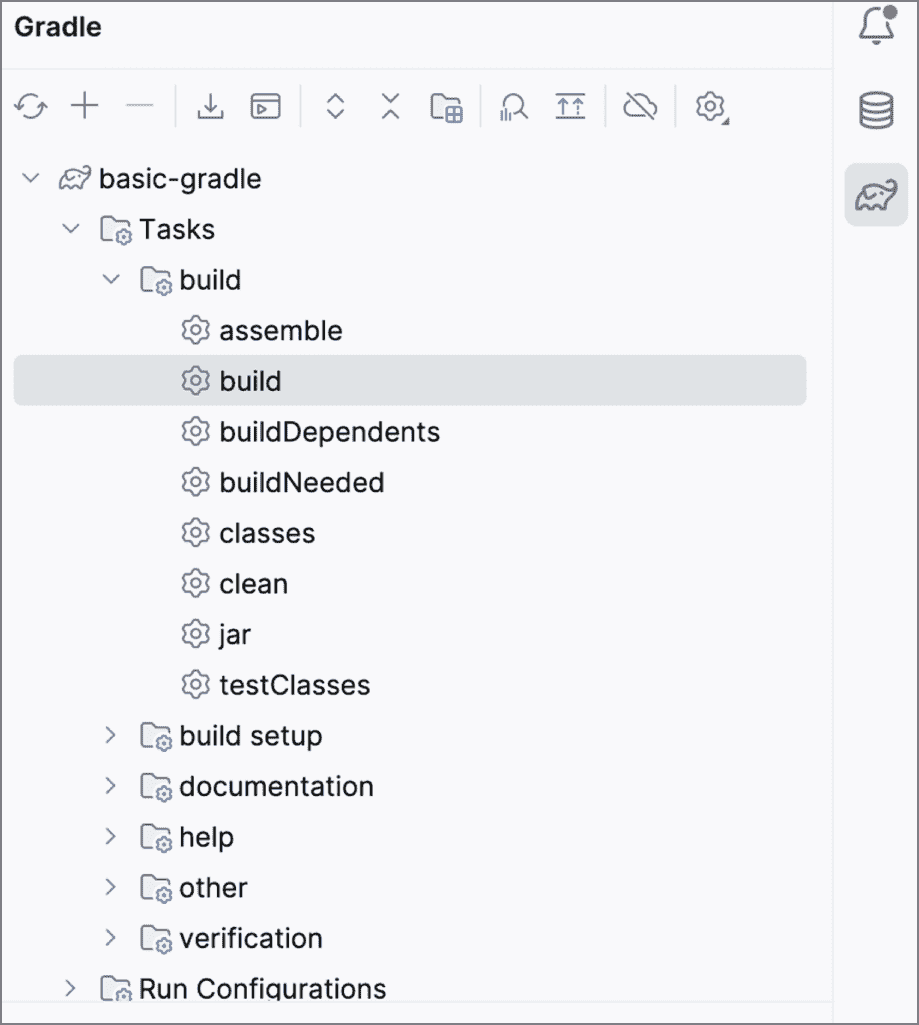 Gradle
basic-gradle
Tasks
build
assemble
build
buildDependents
buildNeeded
classes
clean
jar
testClasses
build setup
documentation
help
other
verification
Run Configurations